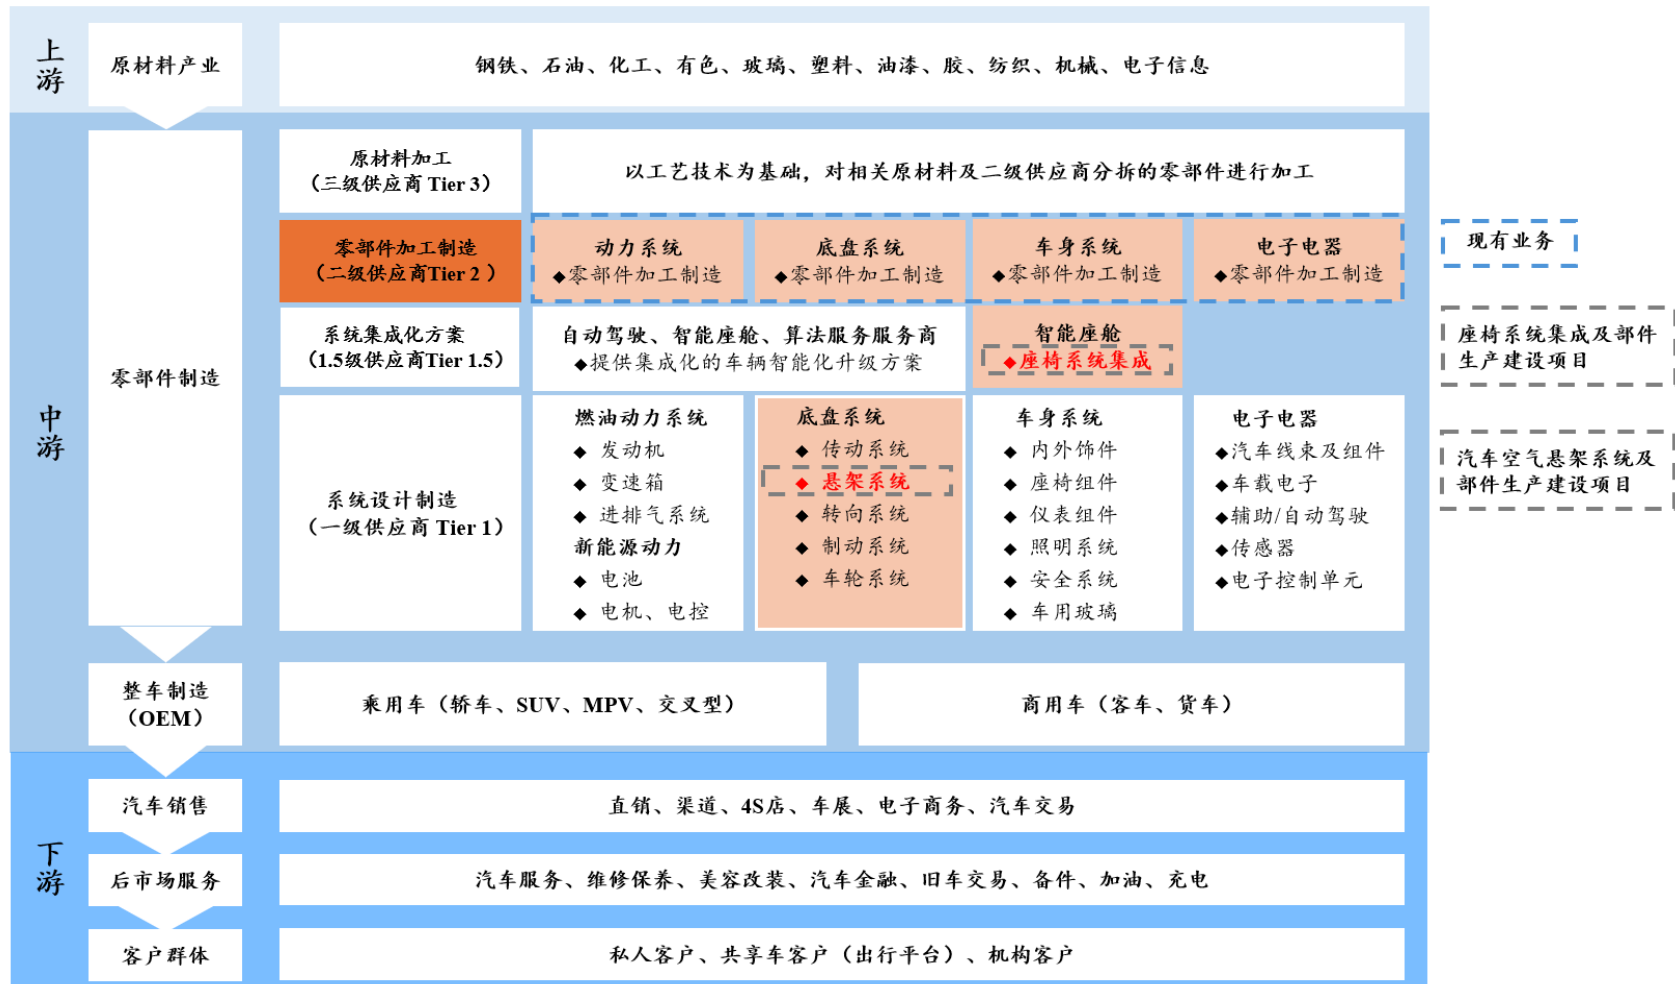 上游
原材料产业
钢铁、石油、化工、有色、玻璃、塑料、油漆、胶、纺织、机械、电子信息
中游
零部件制造
原材料加工
（三级供应商 Tier 3）
以工艺技术为基础，对相关原材料及二级供应商分拆的零部件进行加工
零部件加工制造
（二级供应商Tier 2 ）
动力系统
◆零部件加工制造
底盘系统
◆零部件加工制造
车身系统
◆零部件加工制造
电子电器
◆零部件加工制造
系统集成化方案
（1.5级供应商Tier 1.5）
自动驾驶、智能座舱、算法服务服务商
◆提供集成化的车辆智能化升级方案
智能座舱
◆座椅系统集成
系统设计制造
（一级供应商 Tier 1）
燃油动力系统
◆ 发动机
◆ 变速箱
◆ 进排气系统
新能源动力
◆ 电池
◆ 电机、电控
底盘系统
◆ 传动系统
◆ 悬架系统
◆ 转向系统
◆ 制动系统
◆ 车轮系统
车身系统
◆ 内外饰件
◆ 座椅组件
◆ 仪表组件
◆ 照明系统
◆ 安全系统
◆ 车用玻璃
电子电器
◆汽车线束及组件
◆车载电子
◆辅助/自动驾驶
◆传感器
◆电子控制单元
整车制造
（OEM）
乘用车（轿车、SUV、MPV、交叉型）
商用车（客车、货车）
下游
汽车销售
直销、渠道、4S店、车展、电子商务、汽车交易
后市场服务
汽车服务、维修保养、美容改装、汽车金融、旧车交易、备件、加油、充电
客户群体
私人客户、共享车客户（出行平台）、机构客户
现有业务
座椅系统集成及部件
生产建设项目
汽车空气悬架系统及
部件生产建设项目